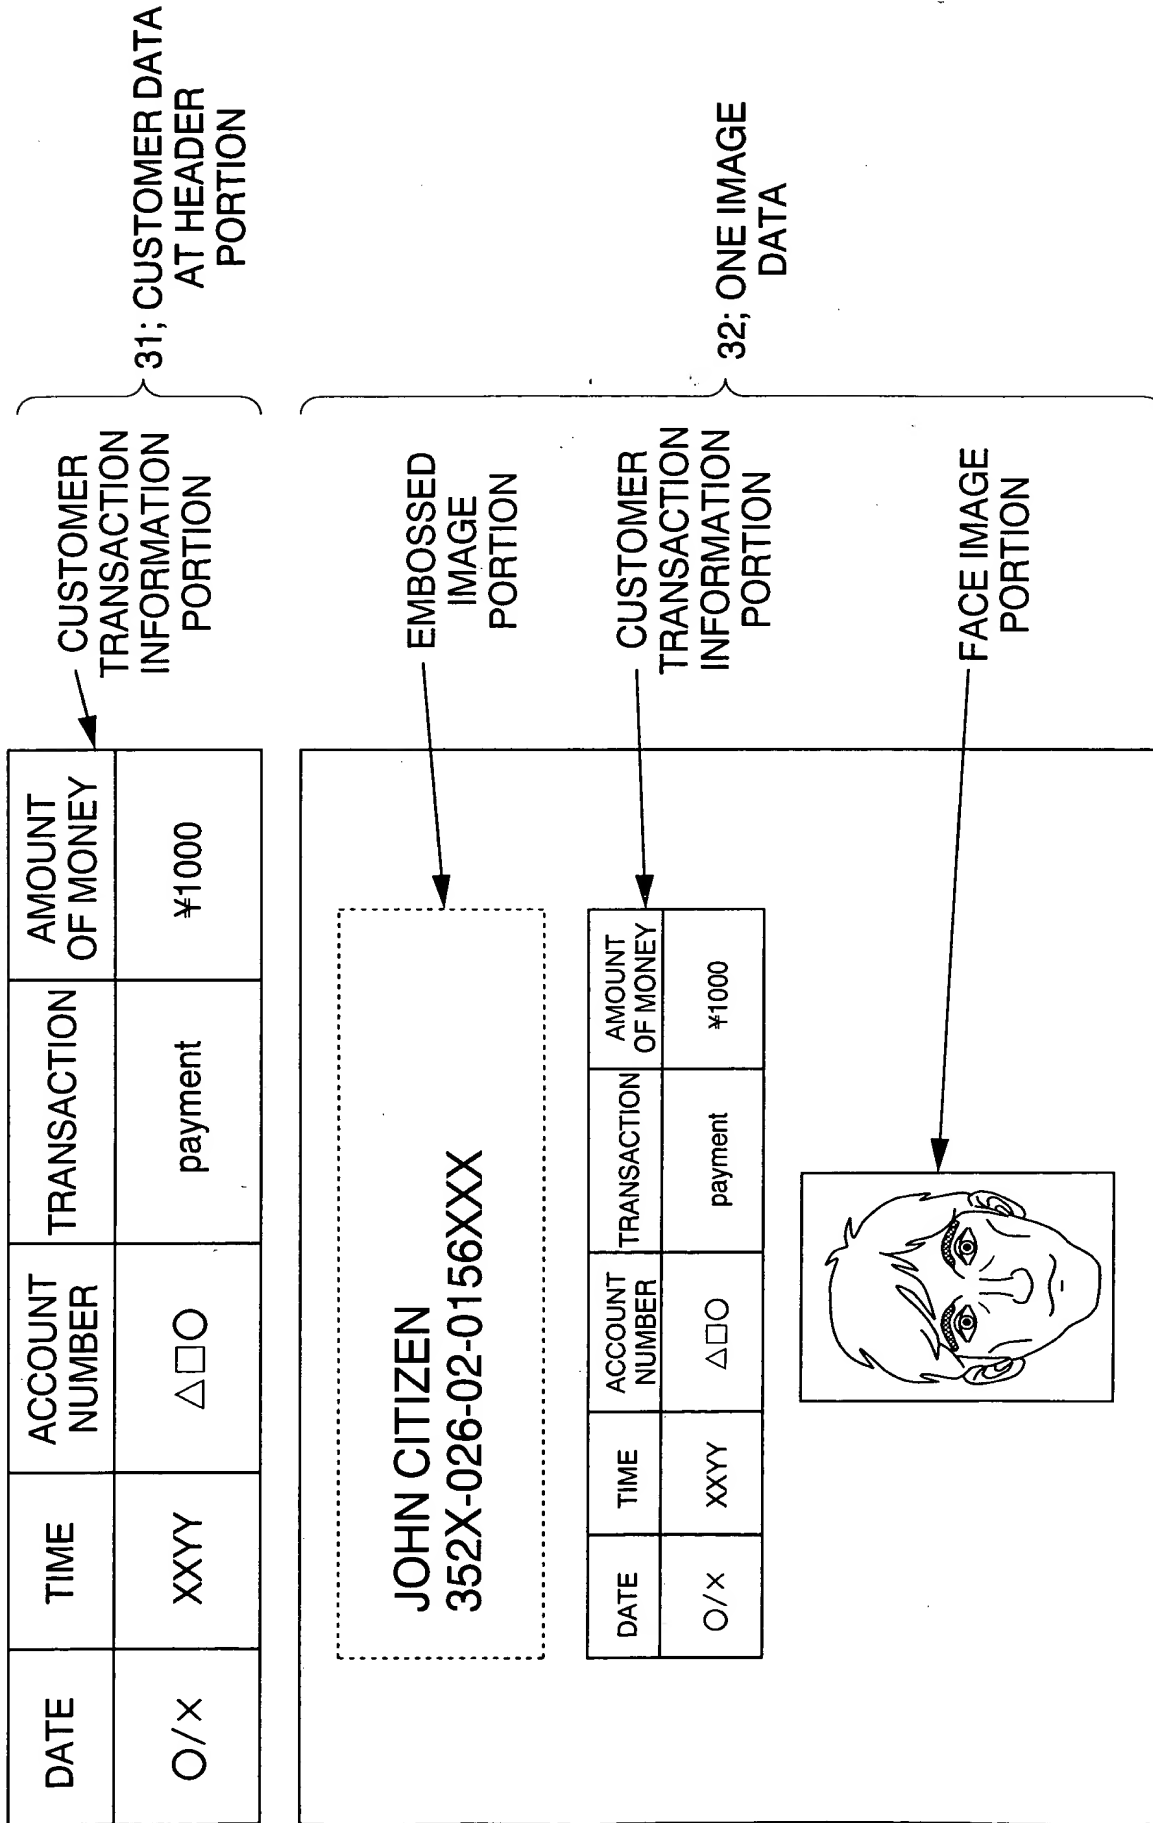 DATE TIME ACCOUNT NUMBER TRANSACTION AMOUNT OF MONEY
○/× XXYY △□○ payment ¥1000
CUSTOMER
TRANSACTION
INFORMATION
PORTION
31; CUSTOMER DATA
AT HEADER
PORTION
JOHN CITIZEN
352X-026-02-0156XXX
EMBOSSED
IMAGE
PORTION
DATE TIME ACCOUNT NUMBER TRANSACTION AMOUNT OF MONEY
○/× XXYY △□○ payment ¥1000
CUSTOMER
TRANSACTION
INFORMATION
PORTION
32; ONE IMAGE
DATA
FACE IMAGE
PORTION